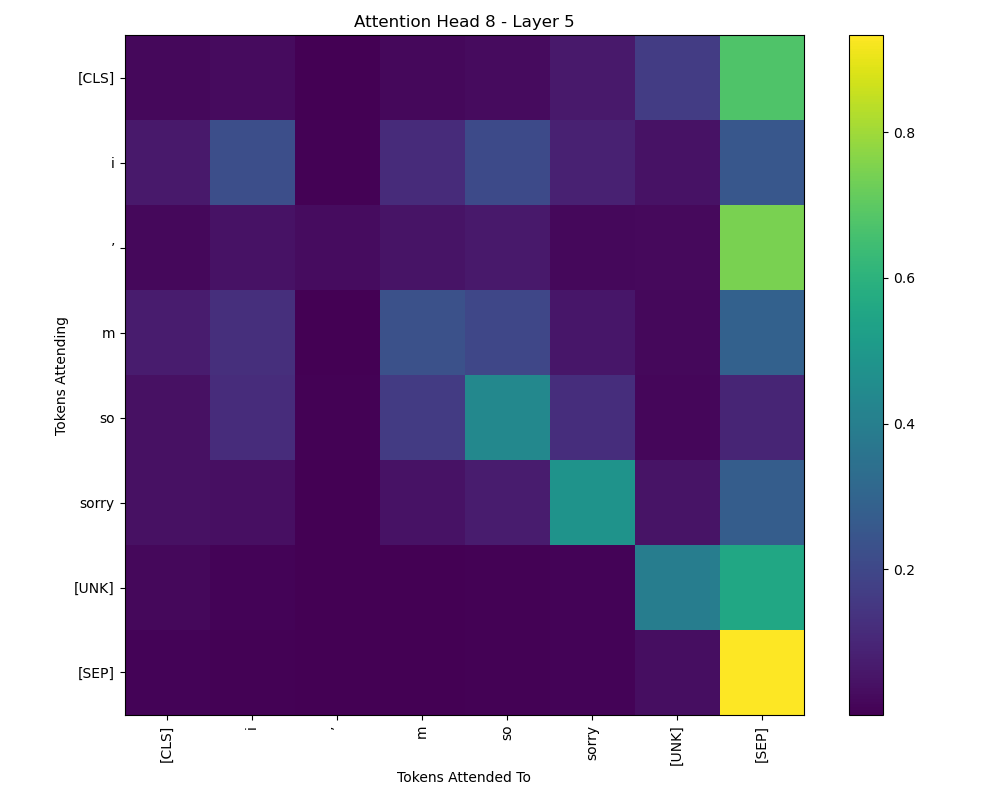 Attention Head 8 - Layer 5
Tokens Attending
[CLS]
i
’
m
so
sorry
[UNK]
[SEP]
[CLS]
i
’
m
so
sorry
[UNK]
[SEP]
Tokens Attended To
0.8
0.6
0.4
0.2